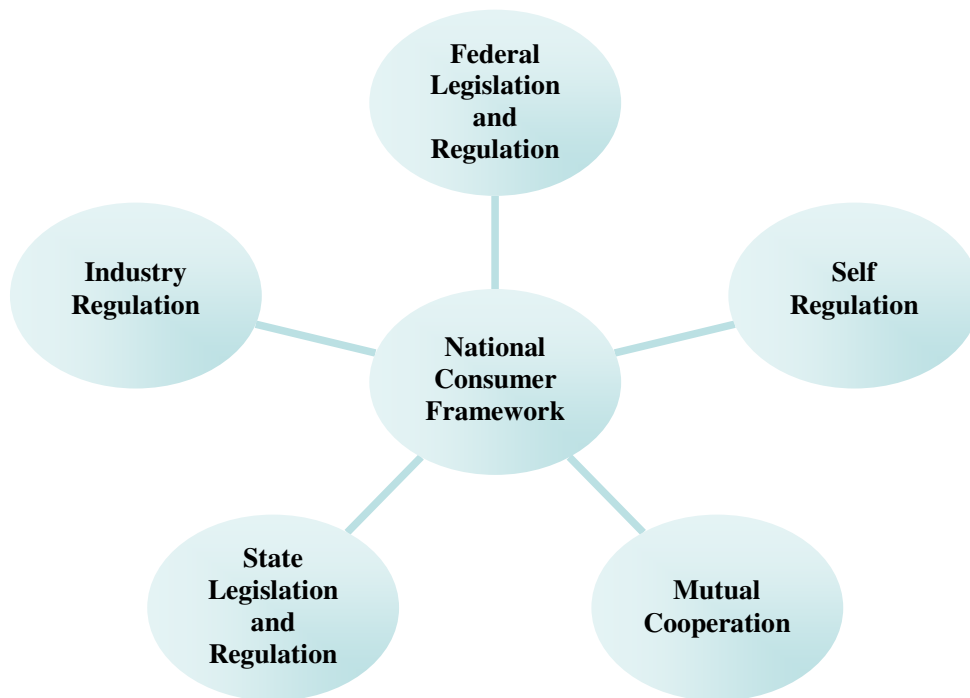 Federal
Legislation
and
Regulation
Industry
Regulation
Self
Regulation
National
Consumer
Framework
State
Legislation
and
Regulation
Mutual
Cooperation